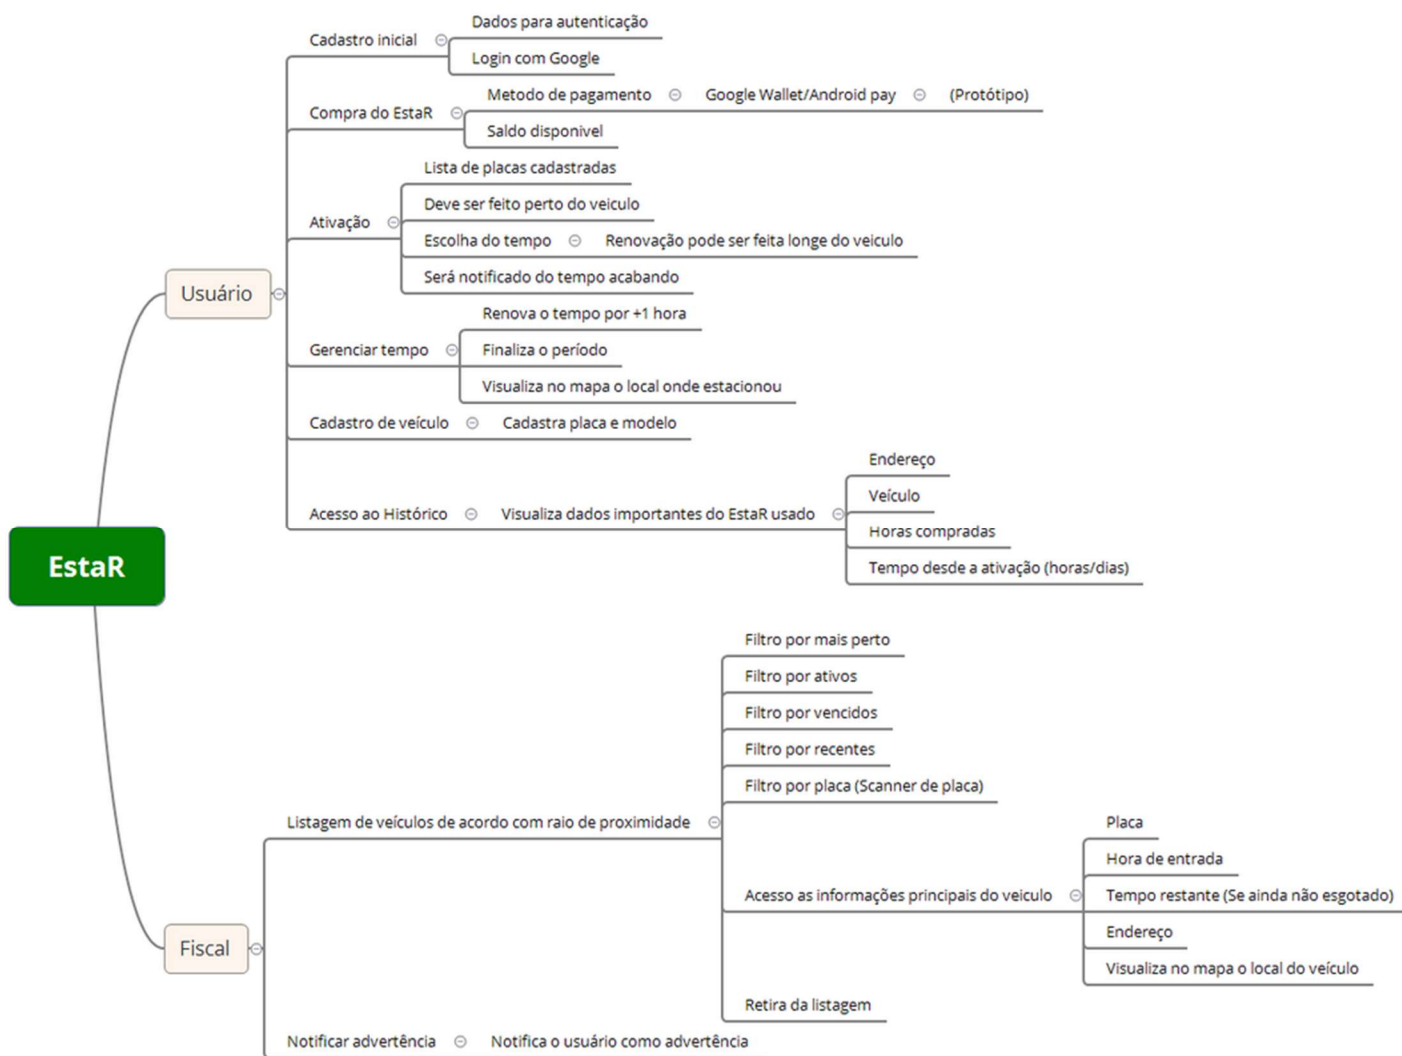 Dados para autenticação
Cadastro inicial
Login com Google
Metodo de pagamento Google Wallet/Android pay (Protótipo)
Compra do EstaR
Saldo disponivel
Lista de placas cadastradas
Deve ser feito perto do veiculo
Ativação
Escolha do tempo Renovação pode ser feita longe do veiculo
Será notificado do tempo acabando
Usuário
Renova o tempo por +1 hora
Gerenciar tempo Finaliza o período
Visualiza no mapa o local onde estacionou
Cadastro de veículo Cadastra placa e modelo
Endereço
Veículo
Acesso ao Histórico Visualiza dados importantes do EstaR usado
Horas compradas
Tempo desde a ativação (horas/dias)
EstaR
Filtro por mais perto
Filtro por ativos
Filtro por vencidos
Filtro por recentes
Filtro por placa (Scanner de placa)
Listagem de veículos de acordo com raio de proximidade
Placa
Hora de entrada
Acesso as informações principais do veiculo Tempo restante (Se ainda não esgotado)
Endereço
Visualiza no mapa o local do veículo
Fiscal
Retira da listagem
Notificar advertência Notifica o usuário como advertência